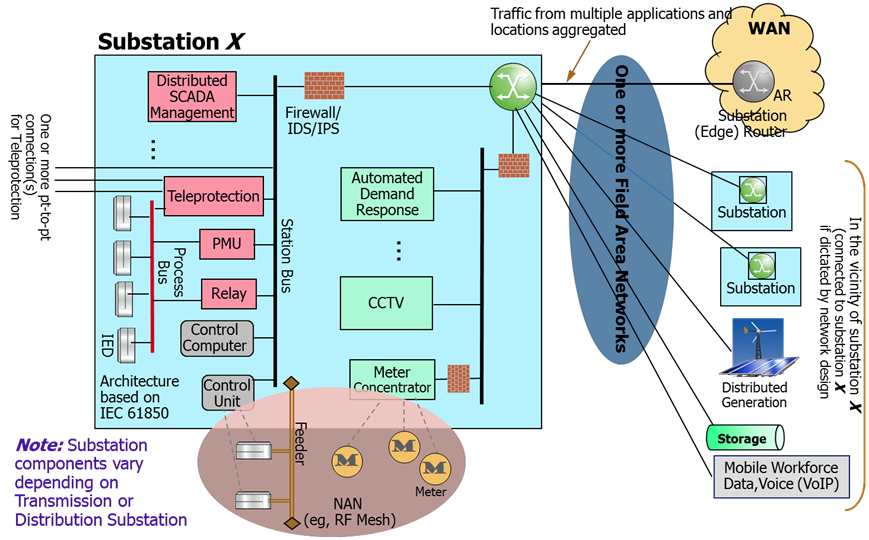 Traffic from multiple applications and
locations aggregated
WAN
Substation X
Distributed
SCADA
Management
Firewall/
IDS/IPS
AR
Substation
(Edge) Router
One or more pt-to-pt
connection(s)
for Teleprotection
...
Teleprotection
Automated
Demand
Response
...
Station Bus
One or more Field Area Networks
Substation
Substation
PMU
Process
Bus
Relay
CCTV
IED
Control
Computer
Architecture
based on
IEC 61850
Control
Unit
Meter
Concentrator
Distributed
Generation
In the vicinity of substation X
(connected to substation X
if dictated by network design
Storage
Mobile Workforce
Data,Voice (VoIP)
Feeder
M
M
M
Meter
NAN
(eg, RF Mesh)
Note: Substation
components vary
depending on
Transmission or
Distribution Substation